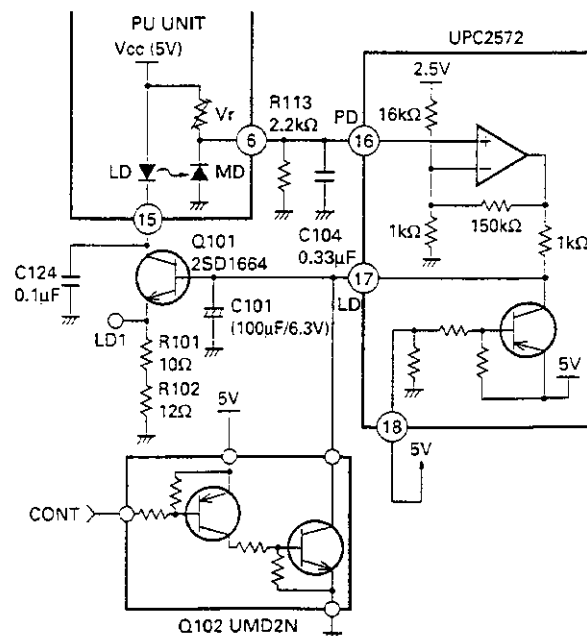 PU UNIT
Vcc (5V)
Vr
LD
MD
6
15
R113
2.2kΩ
PD
16
C104
0.33µF
17
LD
UPC2572
2.5V
16kΩ
+
−
150kΩ
1kΩ
1kΩ
5V
18
5V
Q101
2SD1664
C124
0.1µF
C101
(100µF/6.3V)
LD1
R101
10Ω
R102
12Ω
5V
CONT
Q102 UMD2N